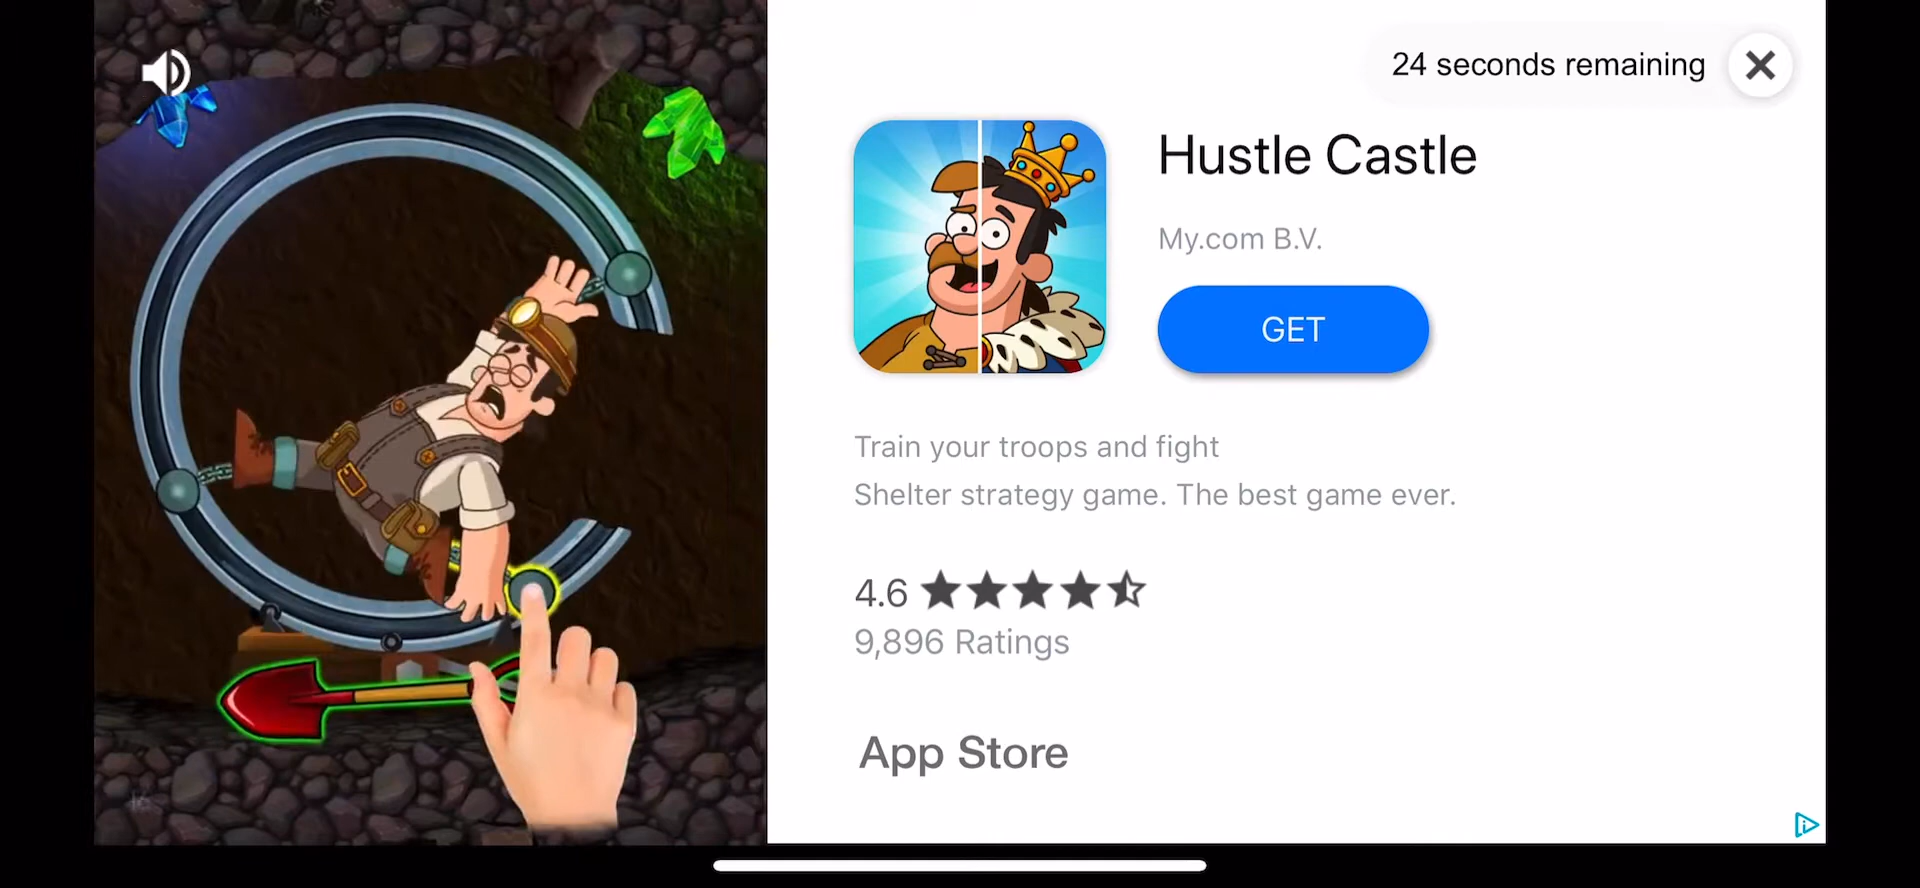 24 seconds remaining
Hustle Castle
My.com B.V.
GET
Train your troops and fight
Shelter strategy game. The best game ever.
4.6
9,896 Ratings
App Store